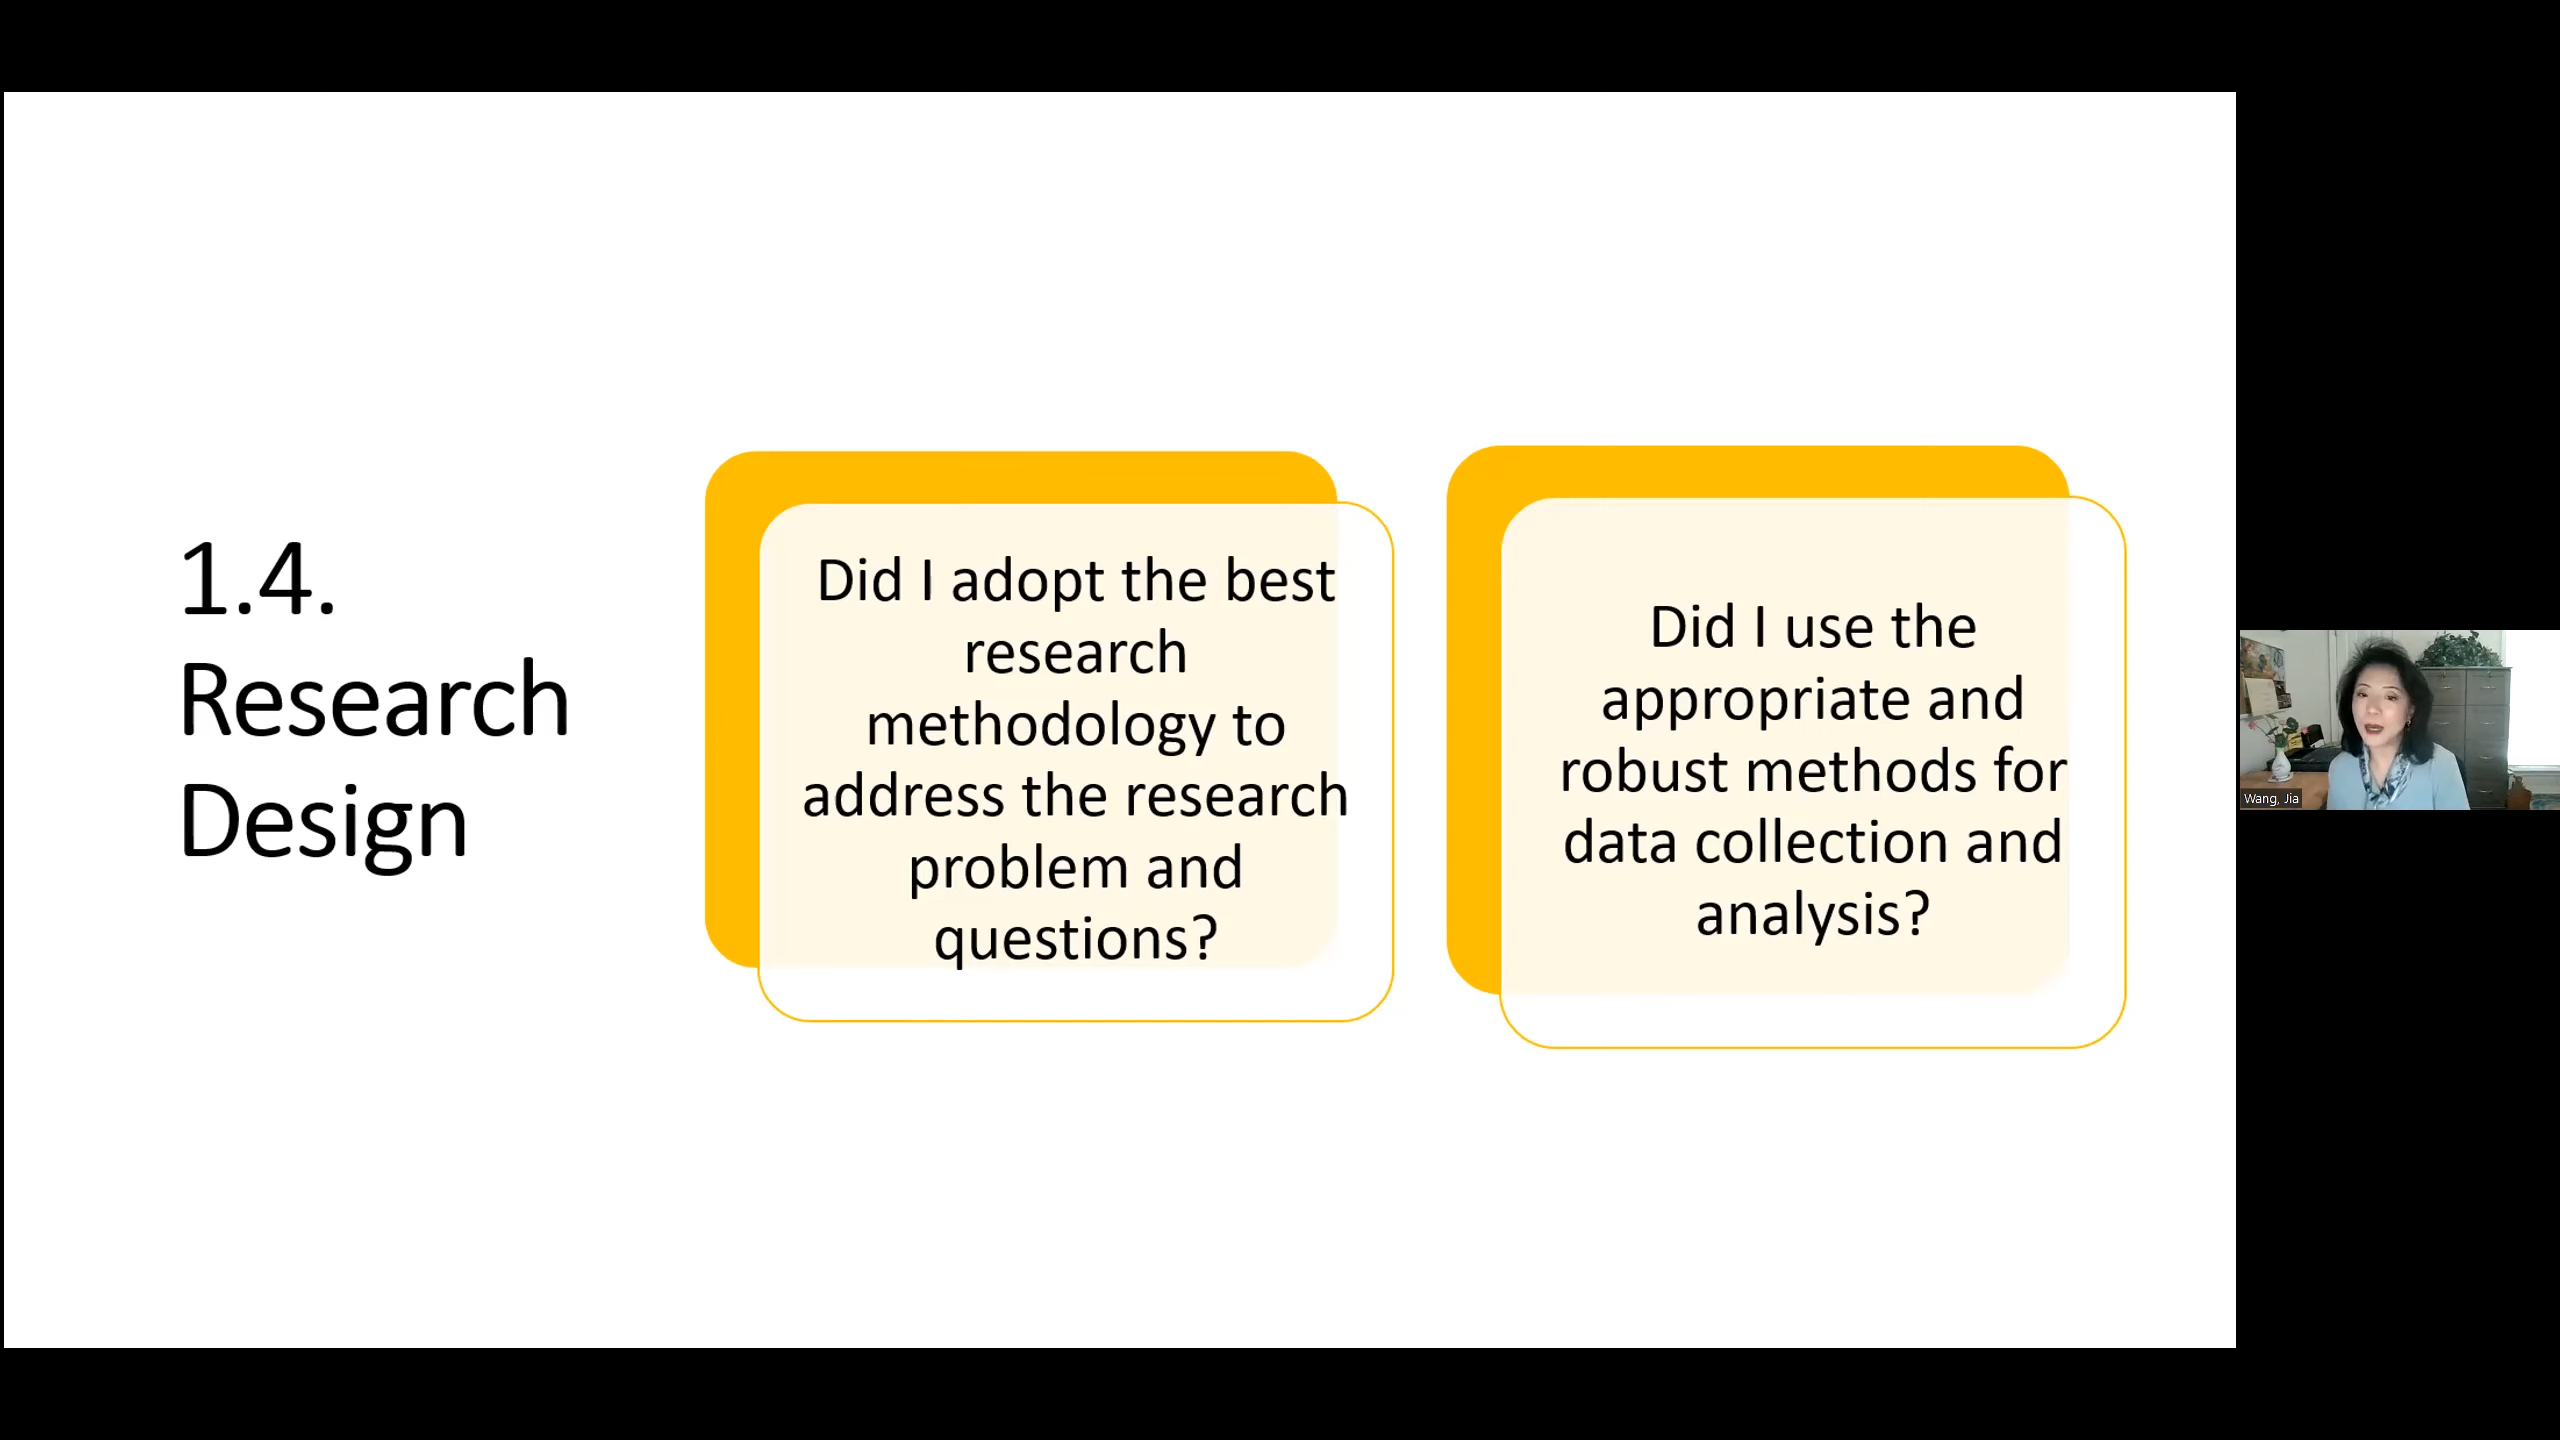 1.4.
Research
Design
Did I adopt the best
research
methodology to
address the research
problem and
questions?
Did I use the
appropriate and
robust methods for
data collection and
analysis?
Wang, Jia